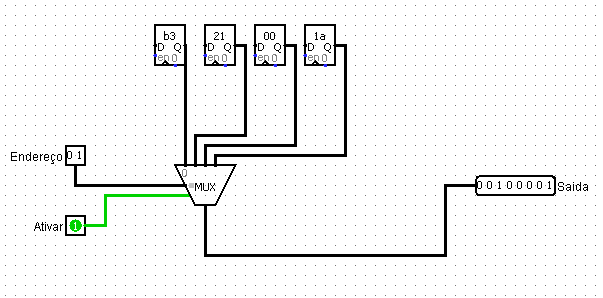 b3 21 00 1a
D Q D Q D Q D Q
en 0 en 0 en 0 en 0
Endereço 0 1
0
MUX
0 0 1 0 0 0 0 1 Saida
Ativar 1